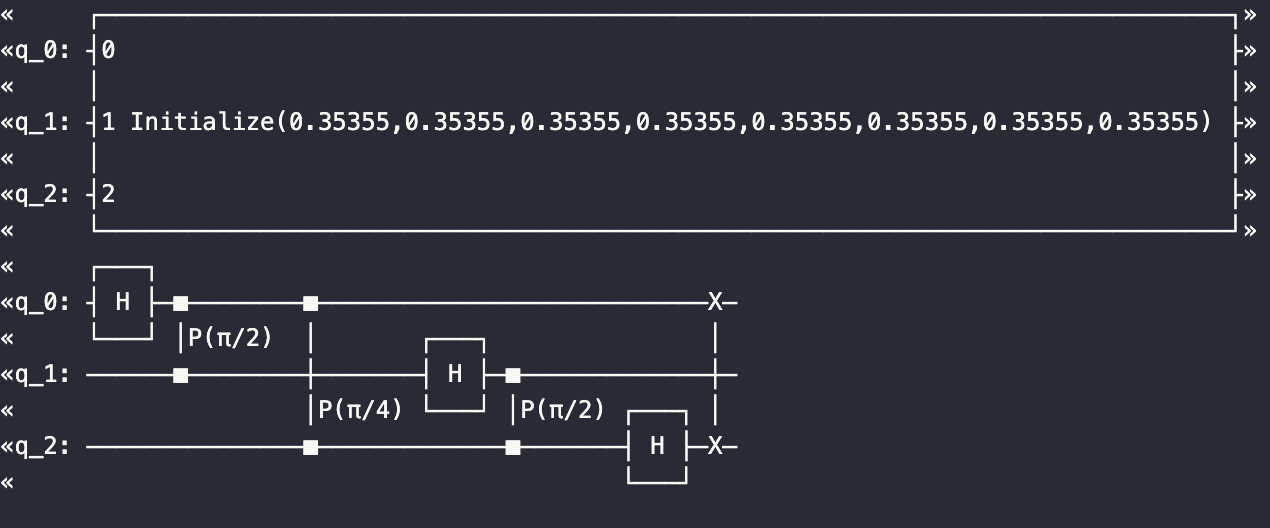 «      ┌───────────────────────────────────────────────────────────────────────────────┐»
«q_0: ┤0                                                                              ├»
«      │                                                                               │»
«q_1: ┤1 Initialize(0.35355,0.35355,0.35355,0.35355,0.35355,0.35355,0.35355,0.35355) ├»
«      │                                                                               │»
«q_2: ┤2                                                                              ├»
«      └───────────────────────────────────────────────────────────────────────────────┘»
«     ┌───┐
«q_0: ┤ H ├─■────────■───────────────────────────X─
«     └───┘ │P(π/2)  │       ┌───┐               │
«q_1: ──────■────────┼───────┤ H ├─■─────────────┼─
«                    │P(π/4) └───┘ │P(π/2) ┌───┐ │
«q_2: ───────────────■─────────────■───────┤ H ├─X─
«                                          └───┘